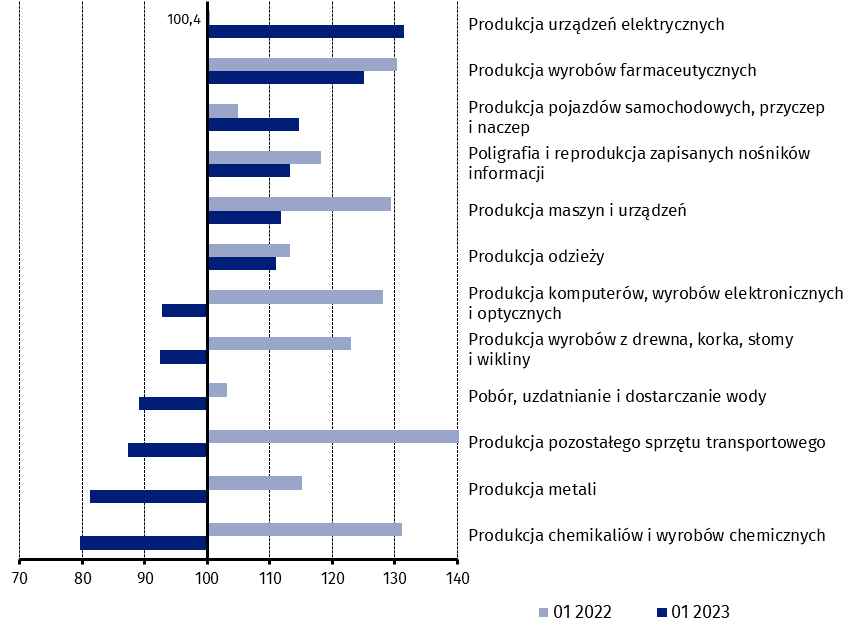 100,4
Produkcja urządzeń elektrycznych
Produkcja wyrobów farmaceutycznych
Produkcja pojazdów samochodowych, przyczep
i naczep
Poligrafia i reprodukcja zapisanych nośników
informacji
Produkcja maszyn i urządzeń
Produkcja odzieży
Produkcja komputerów, wyrobów elektronicznych
i optycznych
Produkcja wyrobów z drewna, korka, słomy
i wikliny
Pobór, uzdatnianie i dostarczanie wody
Produkcja pozostałego sprzętu transportowego
Produkcja metali
Produkcja chemikaliów i wyrobów chemicznych
70 80 90 100 110 120 130 140
01 2022 01 2023